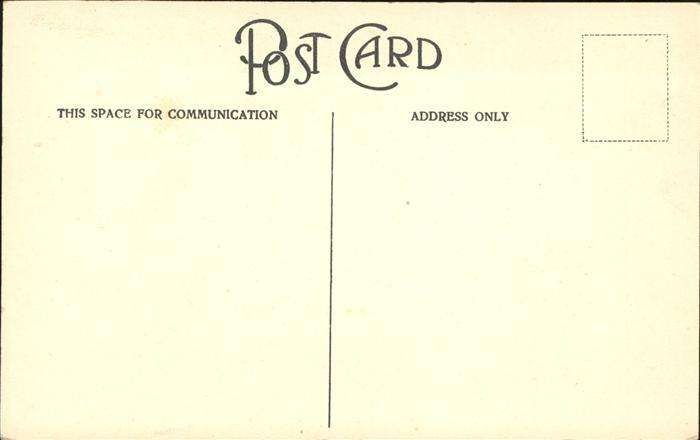 POST CARD
THIS SPACE FOR COMMUNICATION
ADDRESS ONLY